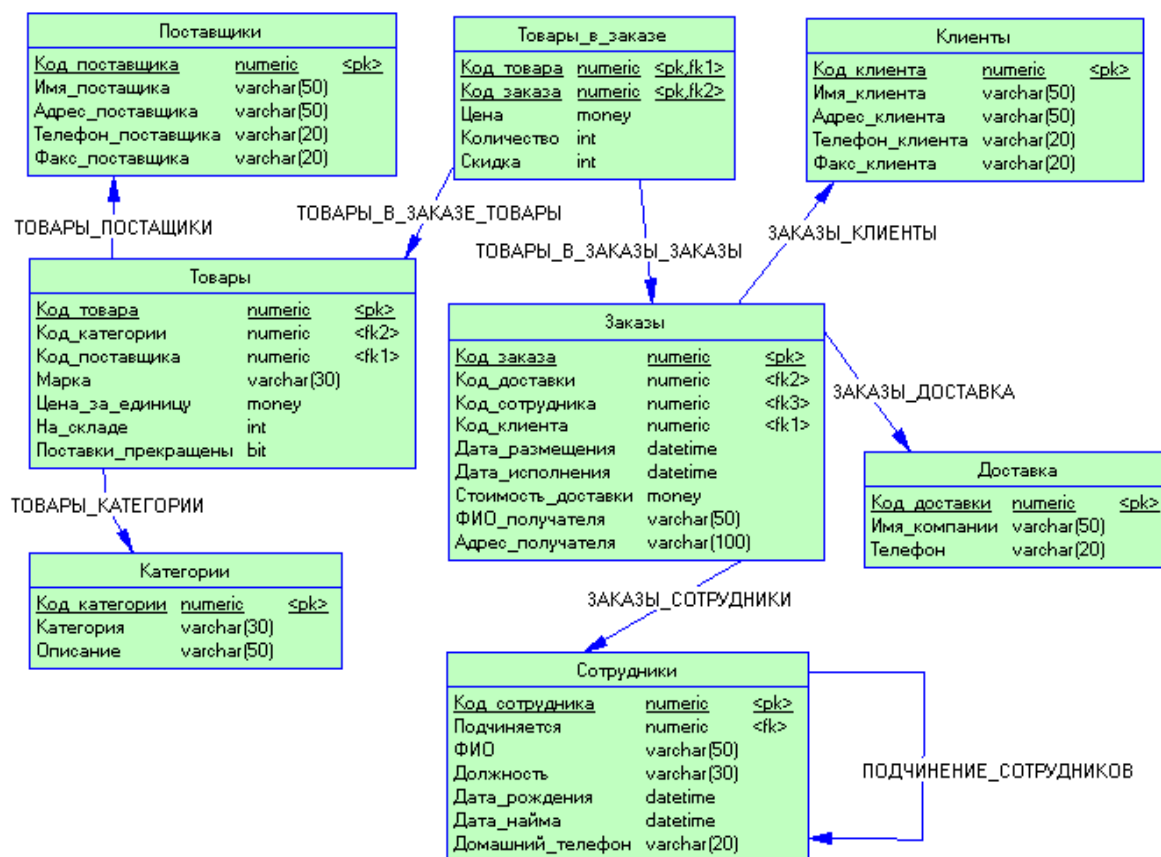 Поставщики
Код_поставщика numeric <pk>
Имя_постащика varchar(50)
Адрес_поставщика varchar(50)
Телефон_поставщика varchar(20)
Факс_поставщика varchar(20)
Товары_в_заказе
Код_товара numeric <pk,fk1>
Код_заказа numeric <pk,fk2>
Цена money
Количество int
Скидка int
Клиенты
Код_клиента numeric <pk>
Имя_клиента varchar(50)
Адрес_клиента varchar(50)
Телефон_клиента varchar(20)
Факс_клиента varchar(20)
ТОВАРЫ_ПОСТАЩИКИ
ТОВАРЫ_В_ЗАКАЗЕ_ТОВАРЫ
ТОВАРЫ_В_ЗАКАЗЫ_ЗАКАЗЫ
ЗАКАЗЫ_КЛИЕНТЫ
Товары
Код_товара numeric <pk>
Код_категории numeric <fk2>
Код_поставщика numeric <fk1>
Марка varchar(30)
Цена_за_единицу money
На_складе int
Поставки_прекращены bit
Заказы
Код_заказа numeric <pk>
Код_доставки numeric <fk2>
Код_сотрудника numeric <fk3>
Код_клиента numeric <fk1>
Дата_размещения datetime
Дата_исполнения datetime
Стоимость_доставки money
ФИО_получателя varchar(50)
Адрес_получателя varchar(100)
ЗАКАЗЫ_ДОСТАВКА
Доставка
Код_доставки numeric <pk>
Имя_компании varchar(50)
Телефон varchar(20)
ТОВАРЫ_КАТЕГОРИИ
Категории
Код_категории numeric <pk>
Категория varchar(30)
Описание varchar(50)
ЗАКАЗЫ_СОТРУДНИКИ
Сотрудники
Код_сотрудника numeric <pk>
Подчиняется numeric <fk>
ФИО varchar(50)
Должность varchar(30)
Дата_рождения datetime
Дата_найма datetime
Домашний_телефон varchar(20)
ПОДЧИНЕНИЕ_СОТРУДНИКОВ